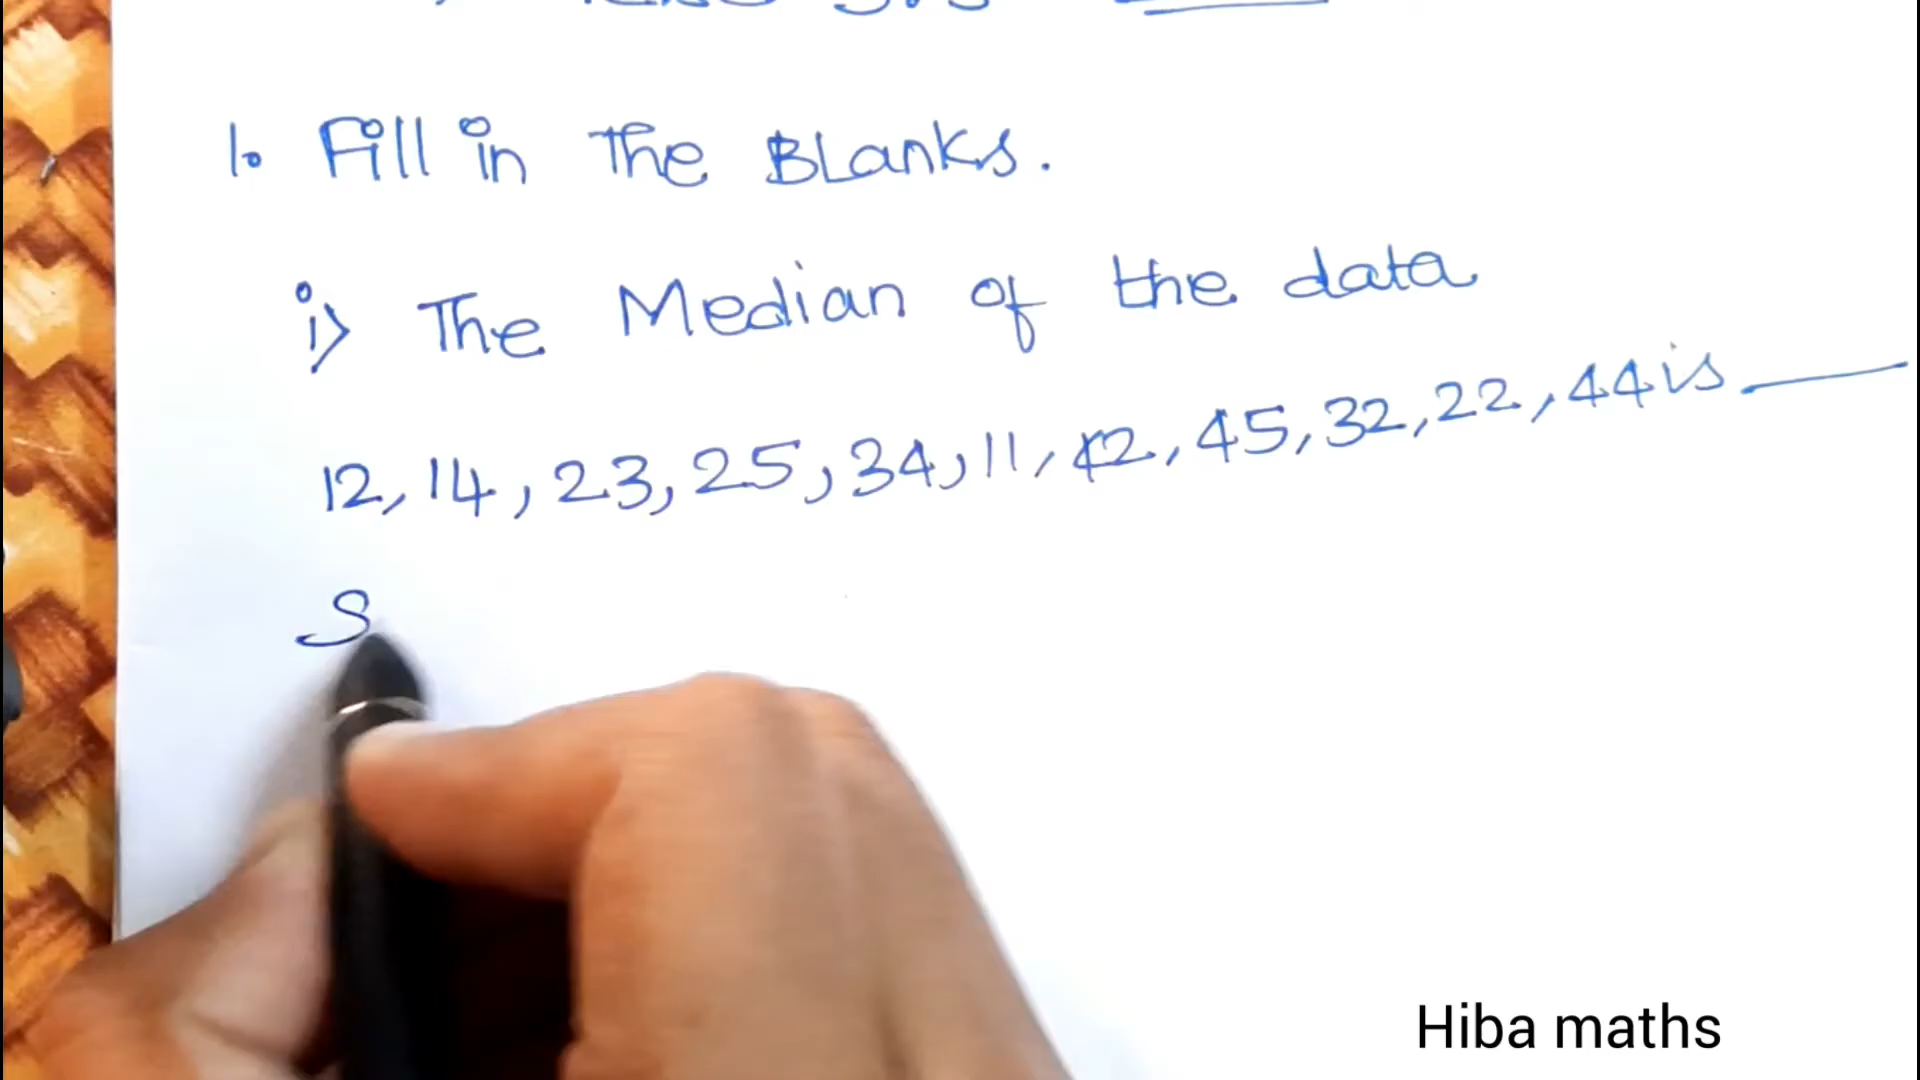 1. Fill in The Blanks.
i) The Median of the data
12, 14, 23, 25, 34, 11, 42, 45, 32, 22, 44 is ____
S
Hiba maths